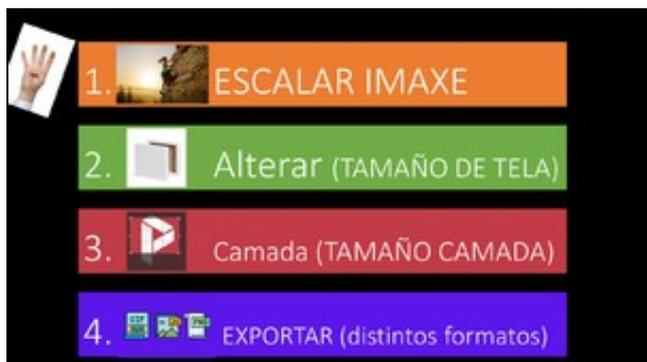 1. ESCALAR IMAXE
2. Alterar (TAMAÑO DE TELA)
3. Camada (TAMAÑO CAMADA)
4. EXPORTAR (distintos formatos)